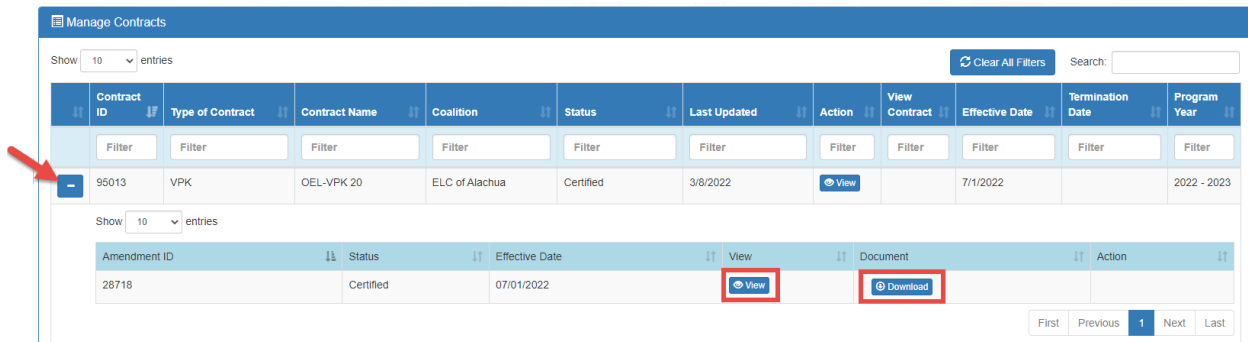 Manage Contracts
Show 10 entries Clear All Filters Search:
Contract ID Type of Contract Contract Name Coalition Status Last Updated Action View Contract Effective Date Termination Date Program Year
Filter Filter Filter Filter Filter Filter Filter Filter Filter Filter Filter
95013 VPK OEL-VPK 20 ELC of Alachua Certified 3/8/2022 View 7/1/2022 2022 - 2023
Show 10 entries
Amendment ID Status Effective Date View Document Action
28718 Certified 07/01/2022 View Download
First Previous 1 Next Last